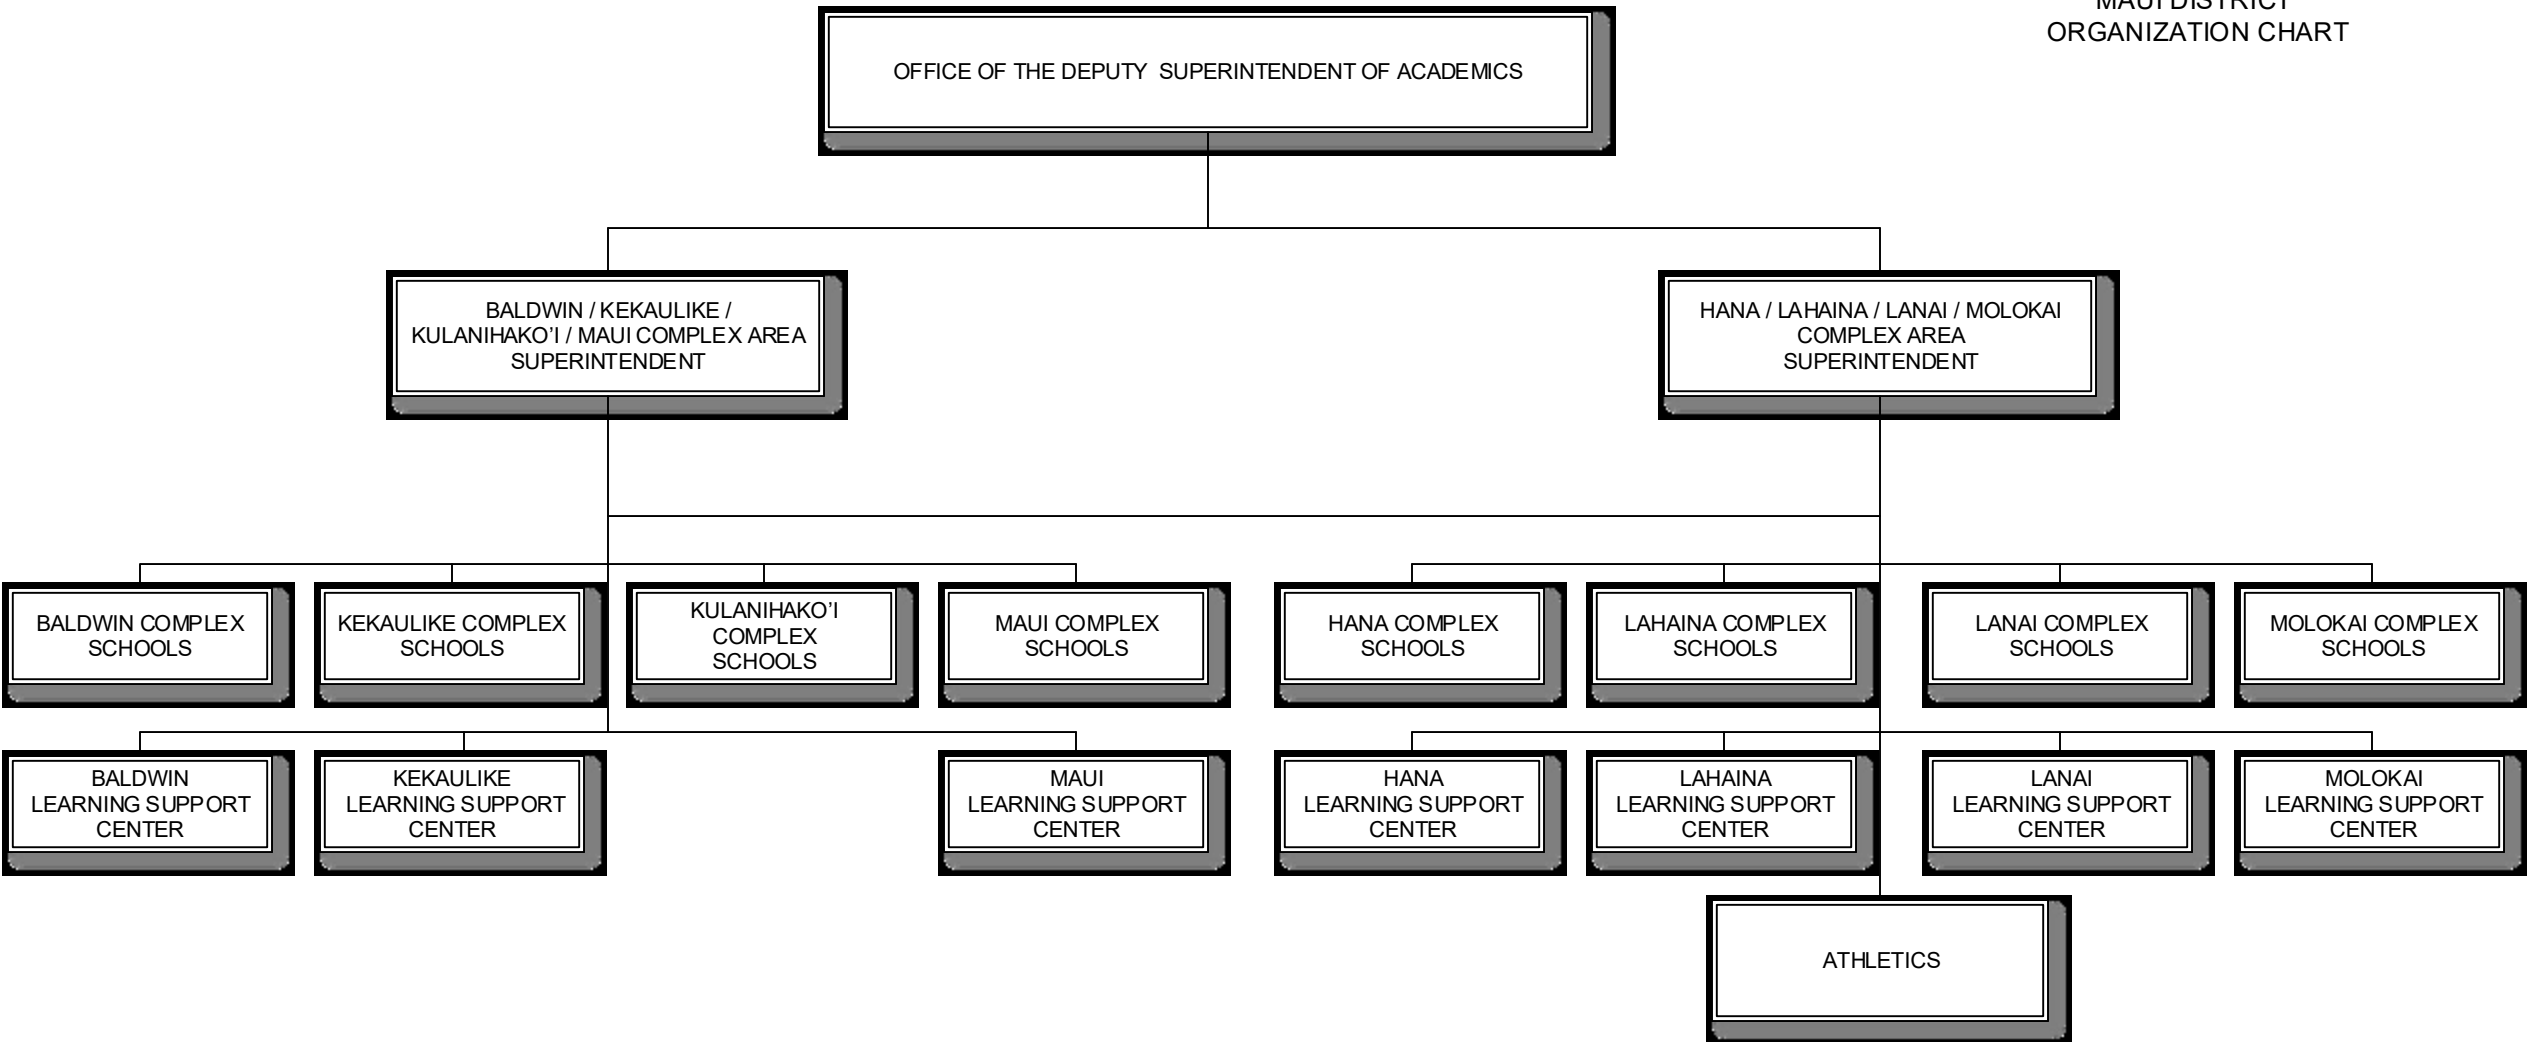 MAUI DISTRICT
ORGANIZATION CHART
OFFICE OF THE DEPUTY SUPERINTENDENT OF ACADEMICS
BALDWIN / KEKAULIKE /
KULANIHAKO’I / MAUI COMPLEX AREA
SUPERINTENDENT
HANA / LAHAINA / LANAI / MOLOKAI
COMPLEX AREA
SUPERINTENDENT
BALDWIN COMPLEX
SCHOOLS
KEKAULIKE COMPLEX
SCHOOLS
KULANIHAKO’I
COMPLEX
SCHOOLS
MAUI COMPLEX
SCHOOLS
HANA COMPLEX
SCHOOLS
LAHAINA COMPLEX
SCHOOLS
LANAI COMPLEX
SCHOOLS
MOLOKAI COMPLEX
SCHOOLS
BALDWIN
LEARNING SUPPORT
CENTER
KEKAULIKE
LEARNING SUPPORT
CENTER
MAUI
LEARNING SUPPORT
CENTER
HANA
LEARNING SUPPORT
CENTER
LAHAINA
LEARNING SUPPORT
CENTER
LANAI
LEARNING SUPPORT
CENTER
MOLOKAI
LEARNING SUPPORT
CENTER
ATHLETICS